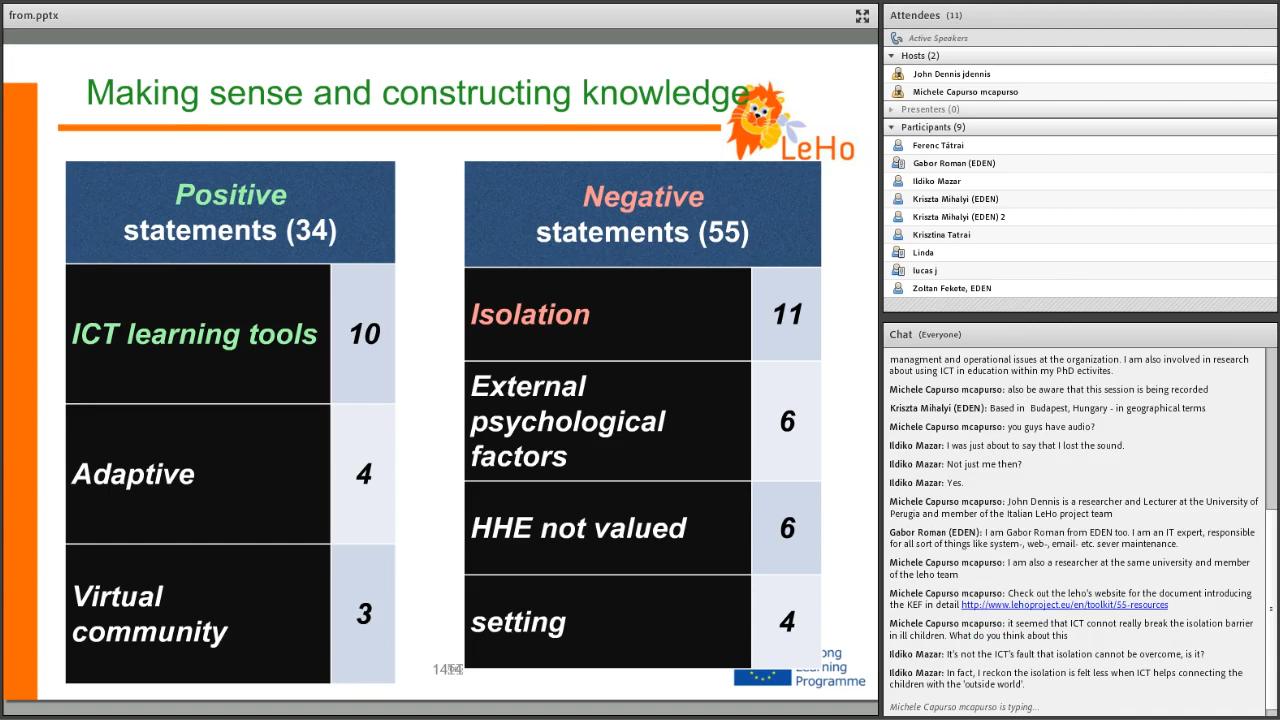 from.pptx
Making sense and constructing knowledge
LeHo
Positive
statements (34)
ICT learning tools 10
Adaptive 4
Virtual
community 3
Negative
statements (55)
Isolation 11
External
psychological
factors 6
HHE not valued 6
setting 4
Learning
Programme
Attendees (11)
Active Speakers
Hosts (2)
John Dennis jdennis
Michele Capurso mcapurso
Presenters (0)
Participants (9)
Ferenc Tátrai
Gabor Roman (EDEN)
Ildiko Mazar
Kriszta Mihalyi (EDEN)
Kriszta Mihalyi (EDEN) 2
Krisztina Tatrai
Linda
lucas j
Zoltan Fekete, EDEN
Chat (Everyone)
managment and operational issues at the organization. I am also involved in research
about using ICT in education within my PhD ectivites.
Michele Capurso mcapurso: also be aware that this session is being recorded
Kriszta Mihalyi (EDEN): Based in Budapest, Hungary - in geographical terms
Michele Capurso mcapurso: you guys have audio?
Ildiko Mazar: I was just about to say that I lost the sound.
Ildiko Mazar: Not just me then?
Ildiko Mazar: Yes.
Michele Capurso mcapurso: John Dennis is a researcher and Lecturer at the University of
Perugia and member of the Italian LeHo project team
Gabor Roman (EDEN): I am Gabor Roman from EDEN too. I am an IT expert, responsible
for all sort of things like system-, web-, email- etc. sever maintenance.
Michele Capurso mcapurso: I am also a researcher at the same university and member
of the leho team
Michele Capurso mcapurso: Check out the leho's website for the document introducing
the KEF in detail http://www.lehoproject.eu/en/toolkit/55-resources
Michele Capurso mcapurso: it seemed that ICT connot really break the isolation barrier
in ill children. What do you think about this
Ildiko Mazar: It's not the ICT's fault that isolation cannot be overcome, is it?
Ildiko Mazar: In fact, I reckon the isolation is felt less when ICT helps connecting the
children with the 'outside world'.
Michele Capurso mcapurso is typing...